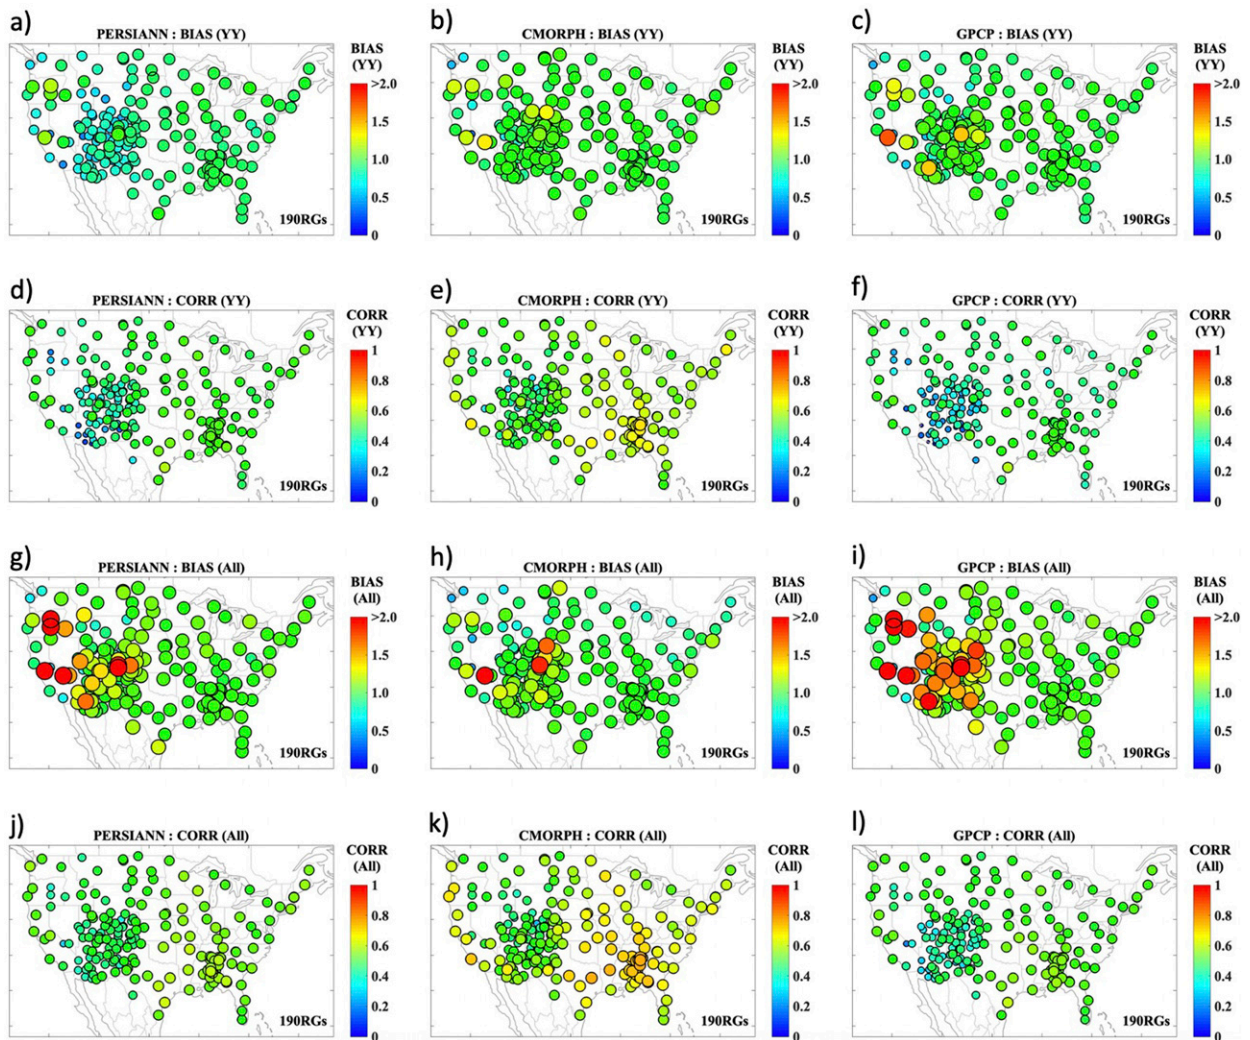 a)
PERSIANN : BIAS (YY)
BIAS
(YY)
>2.0
1.5
1.0
0.5
0
190RGs
b)
CMORPH : BIAS (YY)
BIAS
(YY)
>2.0
1.5
1.0
0.5
0
190RGs
c)
GPCP : BIAS (YY)
BIAS
(YY)
>2.0
1.5
1.0
0.5
0
190RGs
d)
PERSIANN : CORR (YY)
CORR
(YY)
1
0.8
0.6
0.4
0.2
0
190RGs
e)
CMORPH : CORR (YY)
CORR
(YY)
1
0.8
0.6
0.4
0.2
0
190RGs
f)
GPCP : CORR (YY)
CORR
(YY)
1
0.8
0.6
0.4
0.2
0
190RGs
g)
PERSIANN : BIAS (All)
BIAS
(All)
>2.0
1.5
1.0
0.5
0
190RGs
h)
CMORPH : BIAS (All)
BIAS
(All)
>2.0
1.5
1.0
0.5
0
190RGs
i)
GPCP : BIAS (All)
BIAS
(All)
>2.0
1.5
1.0
0.5
0
190RGs
j)
PERSIANN : CORR (All)
CORR
(All)
1
0.8
0.6
0.4
0.2
0
190RGs
k)
CMORPH : CORR (All)
CORR
(All)
1
0.8
0.6
0.4
0.2
0
190RGs
l)
GPCP : CORR (All)
CORR
(All)
1
0.8
0.6
0.4
0.2
0
190RGs